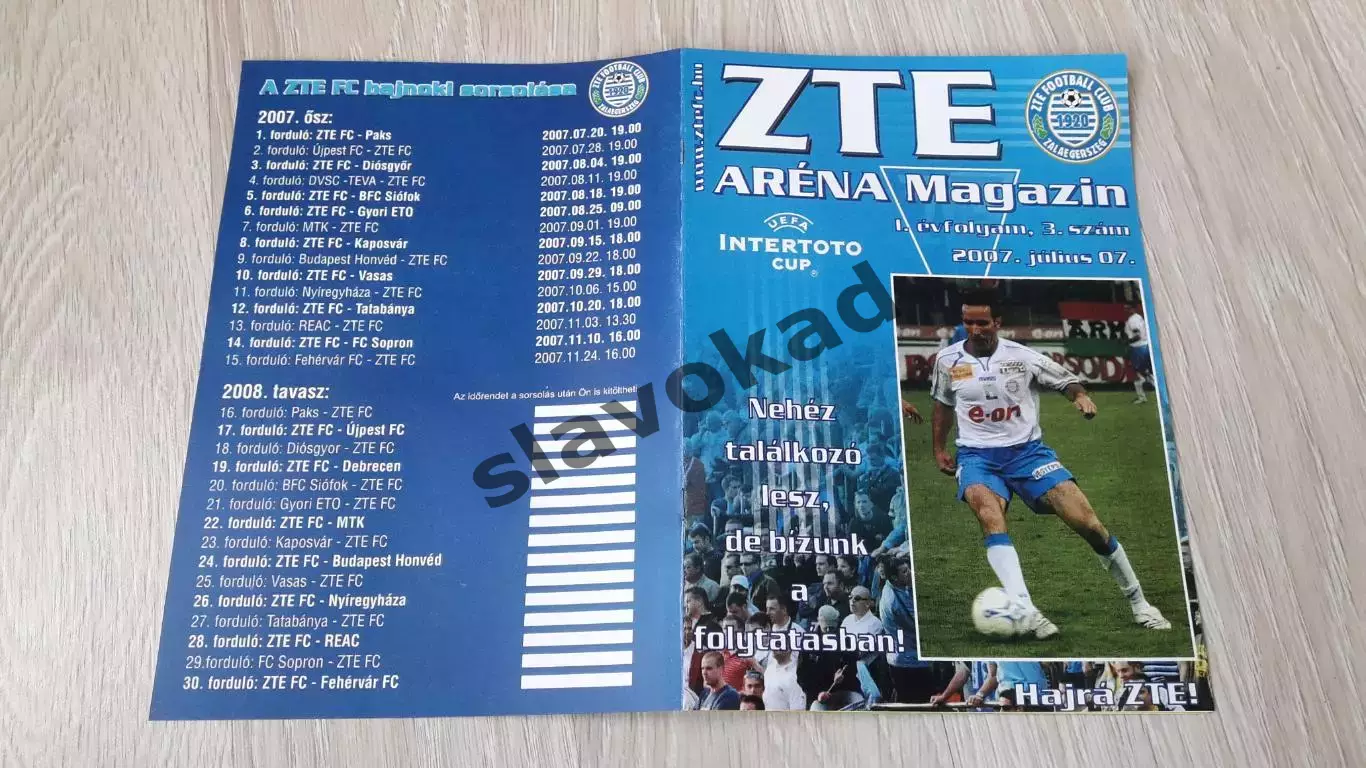 A ZTE FC bajnoki sorsolása
ZTE FOOTBALL CLUB
1920
ZALAEGERSZEG
2007. ősz:
1. forduló: ZTE FC - Paks 2007.07.20. 19.00
2. forduló: Újpest FC - ZTE FC 2007.07.28. 19.00
3. forduló: ZTE FC - Diósgyőr 2007.08.04. 19.00
4. forduló: DVSC -TEVA - ZTE FC 2007.08.11. 19.00
5. forduló: ZTE FC - BFC Siófok 2007.08.18. 19.00
6. forduló: ZTE FC - Gyori ETO 2007.08.25. 09.00
7. forduló: MTK - ZTE FC 2007.09.01. 19.00
8. forduló: ZTE FC - Kaposvár 2007.09.15. 18.00
9. forduló: Budapest Honvéd - ZTE FC 2007.09.22. 18.00
10. forduló: ZTE FC - Vasas 2007.09.29. 18.00
11. forduló: Nyíregyháza - ZTE FC 2007.10.06. 15.00
12. forduló: ZTE FC - Tatabánya 2007.10.20. 18.00
13. forduló: REAC - ZTE FC 2007.11.03. 13.30
14. forduló: ZTE FC - FC Sopron 2007.11.10. 16.00
15. forduló: Fehérvár FC - ZTE FC 2007.11.24. 16.00
2008. tavasz:
Az időrendet a sorsolás után Ön is kitöltheti
16. forduló: Paks - ZTE FC
17. forduló: ZTE FC - Újpest FC
18. forduló: Diósgyor - ZTE FC
19. forduló: ZTE FC - Debrecen
20. forduló: BFC Siófok - ZTE FC
21. forduló: Gyori ETO - ZTE FC
22. forduló: ZTE FC - MTK
23. forduló: Kaposvár - ZTE FC
24. forduló: ZTE FC - Budapest Honvéd
25. forduló: Vasas - ZTE FC
26. forduló: ZTE FC - Nyíregyháza
27. forduló: Tatabánya - ZTE FC
28. forduló: ZTE FC - REAC
29.forduló: FC Sopron - ZTE FC
30. forduló: ZTE FC - Fehérvár FC
www.ztefc.hu
ZTE
ZTE FOOTBALL CLUB
1920
ZALAEGERSZEG
ARÉNA Magazin
I. évfolyam, 3. szám
2007. július 07.
UEFA
INTERTOTO
CUP®
e·on
ARH
SODA
Nehéz
találkozó
lesz,
de bízunk
a
folytatásban!
Hajrá ZTE!
slavokad